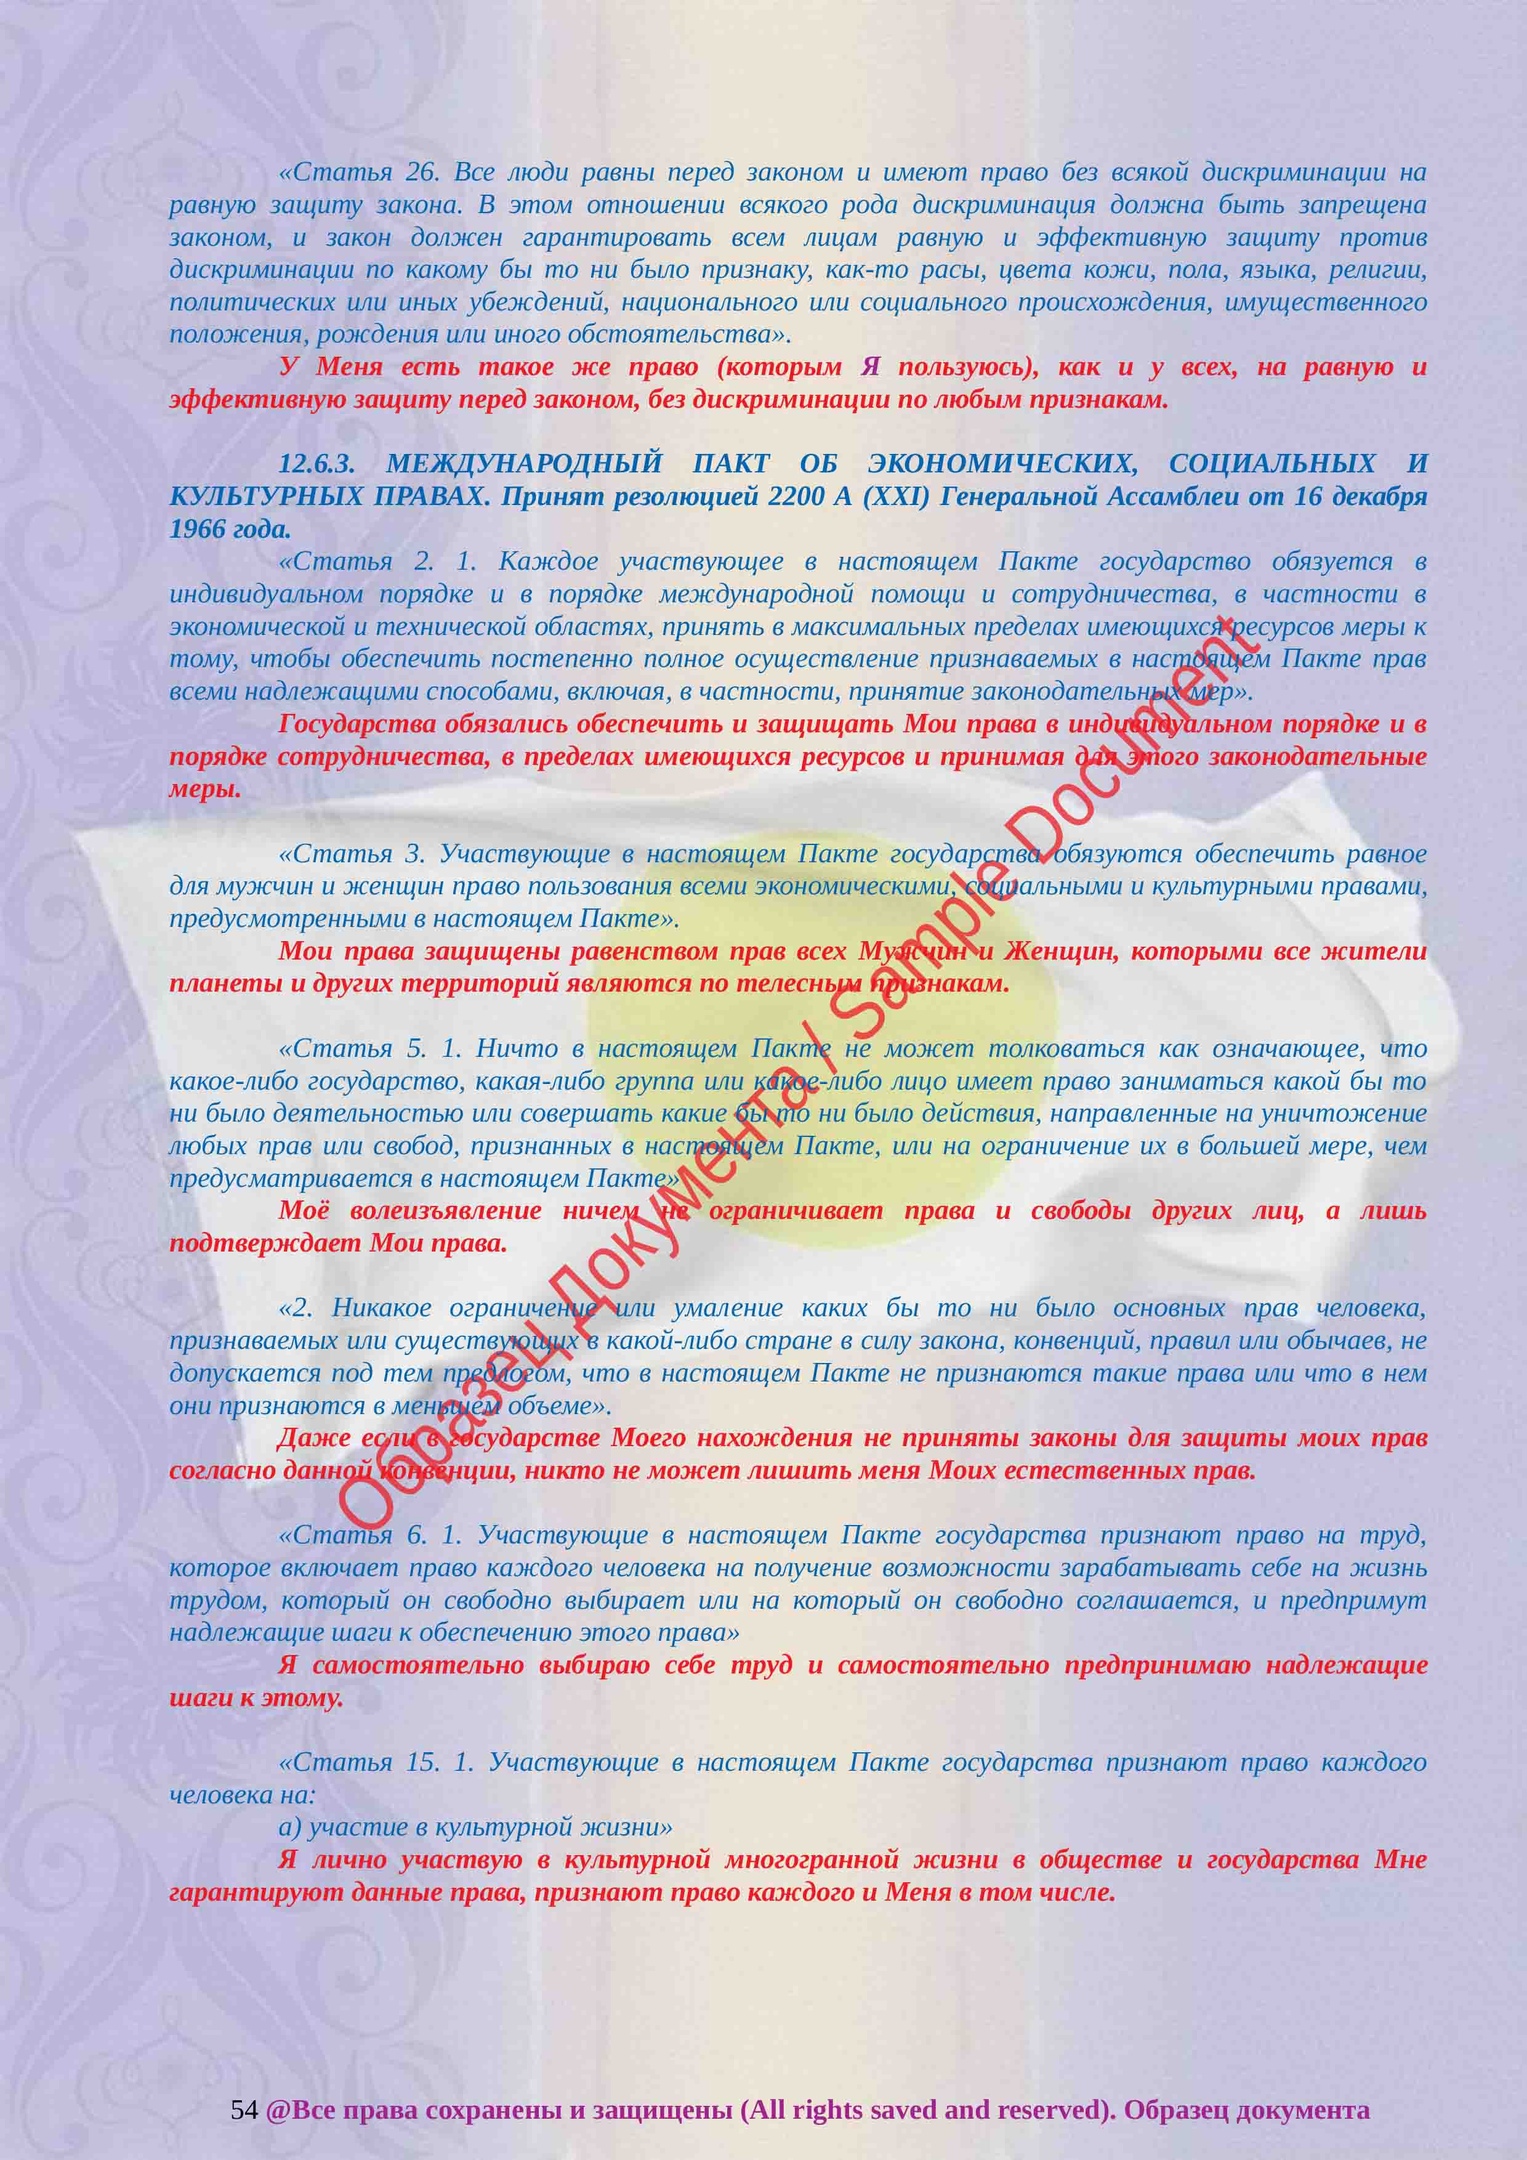 «Статья 26. Все люди равны перед законом и имеют право без всякой дискриминации на
равную защиту закона. В этом отношении всякого рода дискриминация должна быть запрещена
законом, и закон должен гарантировать всем лицам равную и эффективную защиту против
дискриминации по какому бы то ни было признаку, как-то расы, цвета кожи, пола, языка, религии,
политических или иных убеждений, национального или социального происхождения, имущественного
положения, рождения или иного обстоятельства».
У Меня есть такое же право (которым Я пользуюсь), как и у всех, на равную и
эффективную защиту перед законом, без дискриминации по любым признакам.
12.6.3. МЕЖДУНАРОДНЫЙ ПАКТ ОБ ЭКОНОМИЧЕСКИХ, СОЦИАЛЬНЫХ И
КУЛЬТУРНЫХ ПРАВАХ. Принят резолюцией 2200 А (XXI) Генеральной Ассамблеи от 16 декабря
1966 года.
«Статья 2. 1. Каждое участвующее в настоящем Пакте государство обязуется в
индивидуальном порядке и в порядке международной помощи и сотрудничества, в частности в
экономической и технической областях, принять в максимальных пределах имеющихся ресурсов меры к
тому, чтобы обеспечить постепенно полное осуществление признаваемых в настоящем Пакте прав
всеми надлежащими способами, включая, в частности, принятие законодательных мер».
Государства обязались обеспечить и защищать Мои права в индивидуальном порядке и в
порядке сотрудничества, в пределах имеющихся ресурсов и принимая для этого законодательные
меры.
«Статья 3. Участвующие в настоящем Пакте государства обязуются обеспечить равное
для мужчин и женщин право пользования всеми экономическими, социальными и культурными правами,
предусмотренными в настоящем Пакте».
Мои права защищены равенством прав всех Мужчин и Женщин, которыми все жители
планеты и других территорий являются по телесным признакам.
«Статья 5. 1. Ничто в настоящем Пакте не может толковаться как означающее, что
какое-либо государство, какая-либо группа или какое-либо лицо имеет право заниматься какой бы то
ни было деятельностью или совершать какие бы то ни было действия, направленные на уничтожение
любых прав или свобод, признанных в настоящем Пакте, или на ограничение их в большей мере, чем
предусматривается в настоящем Пакте»
Моё волеизъявление ничем не ограничивает права и свободы других лиц, а лишь
подтверждает Мои права.
«2. Никакое ограничение или умаление каких бы то ни было основных прав человека,
признаваемых или существующих в какой-либо стране в силу закона, конвенций, правил или обычаев, не
допускается под тем предлогом, что в настоящем Пакте не признаются такие права или что в нем
они признаются в меньшем объеме».
Даже если в государстве Моего нахождения не приняты законы для защиты моих прав
согласно данной конвенции, никто не может лишить меня Моих естественных прав.
«Статья 6. 1. Участвующие в настоящем Пакте государства признают право на труд,
которое включает право каждого человека на получение возможности зарабатывать себе на жизнь
трудом, который он свободно выбирает или на который он свободно соглашается, и предпримут
надлежащие шаги к обеспечению этого права»
Я самостоятельно выбираю себе труд и самостоятельно предпринимаю надлежащие
шаги к этому.
«Статья 15. 1. Участвующие в настоящем Пакте государства признают право каждого
человека на:
а) участие в культурной жизни»
Я лично участвую в культурной многогранной жизни в обществе и государства Мне
гарантируют данные права, признают право каждого и Меня в том числе.
Образец Документа / Sample Document
54 @Все права сохранены и защищены (All rights saved and reserved). Образец документа